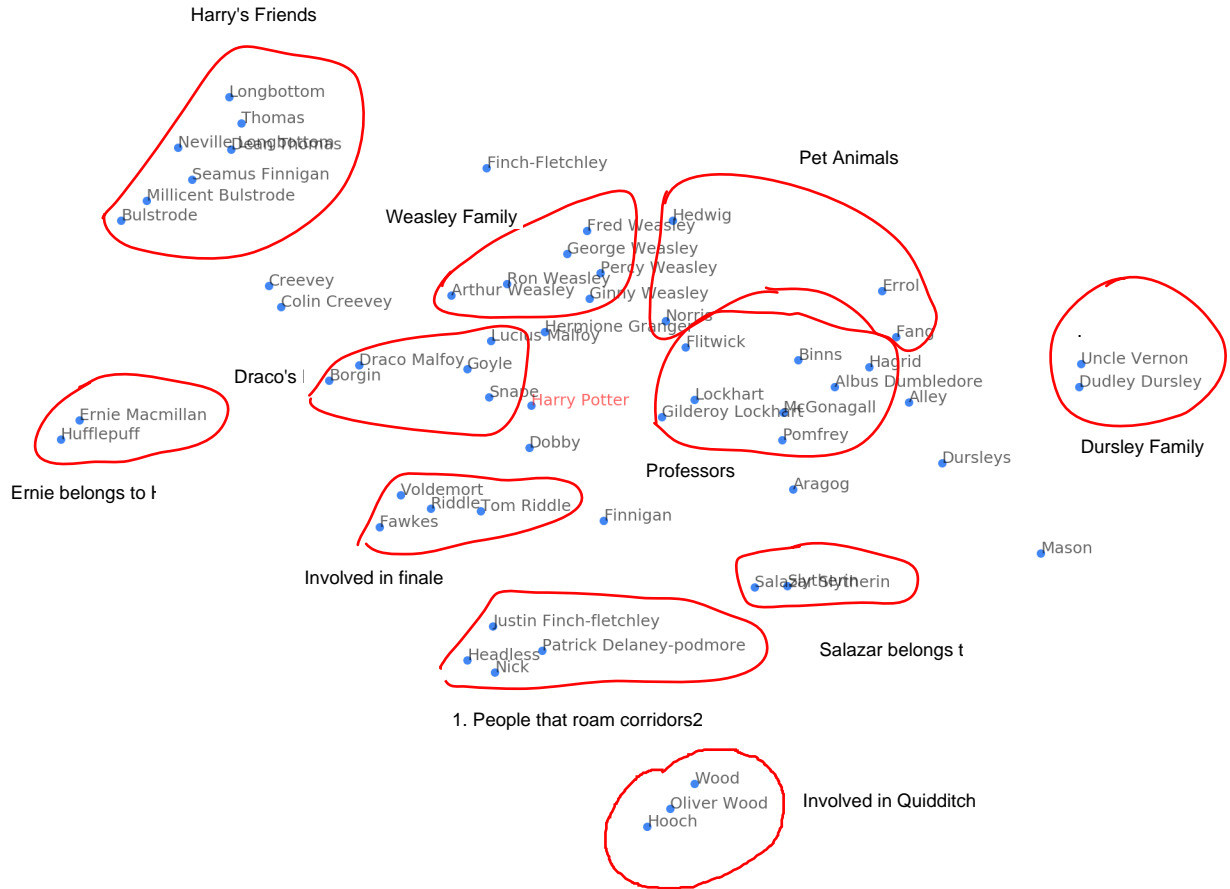 Harry's Friends
Longbottom
Thomas
Neville Longbottom
Dean Thomas
Seamus Finnigan
Millicent Bulstrode
Bulstrode
Finch-Fletchley
Pet Animals
Weasley Family
Hedwig
Fred Weasley
George Weasley
Percy Weasley
Ron Weasley
Arthur Weasley
Ginny Weasley
Creevey
Colin Creevey
Errol
Norris
Hermione Granger
Fang
Lucius Malfoy
Flitwick
Draco Malfoy
Goyle
Binns
Hagrid
Uncle Vernon
Draco's
Borgin
Albus Dumbledore
Dudley Dursley
Snape
Harry Potter
Lockhart
Alley
Ernie Macmillan
Gilderoy Lockhart
McGonagall
Hufflepuff
Dobby
Pomfrey
Dursley Family
Professors
Dursleys
Ernie belongs to
Voldemort
Aragog
Riddle
Tom Riddle
Fawkes
Finnigan
Mason
Involved in finale
Salazar Slytherin
Slytherin
Justin Finch-fletchley
Patrick Delaney-podmore
Salazar belongs t
Headless
Nick
1. People that roam corridors2
Wood
Oliver Wood
Involved in Quidditch
Hooch